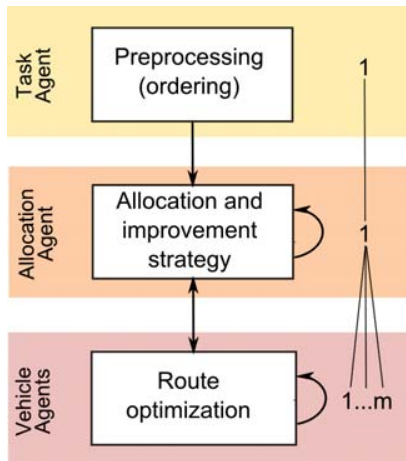 Task
Agent
Preprocessing
(ordering)
1
Allocation
Agent
Allocation and
improvement
strategy
1
Vehicle
Agents
Route
optimization
1...m